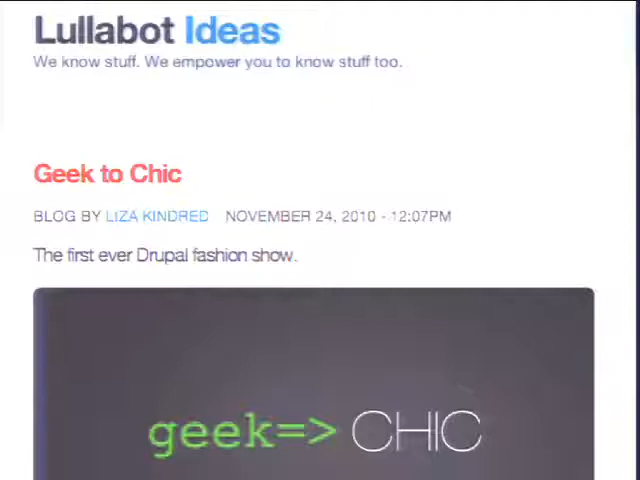 Lullabot Ideas
We know stuff. We empower you to know stuff too.
Geek to Chic
BLOG BY LIZA KINDRED NOVEMBER 24, 2010 - 12:07PM
The first ever Drupal fashion show.
geek=> CHIC